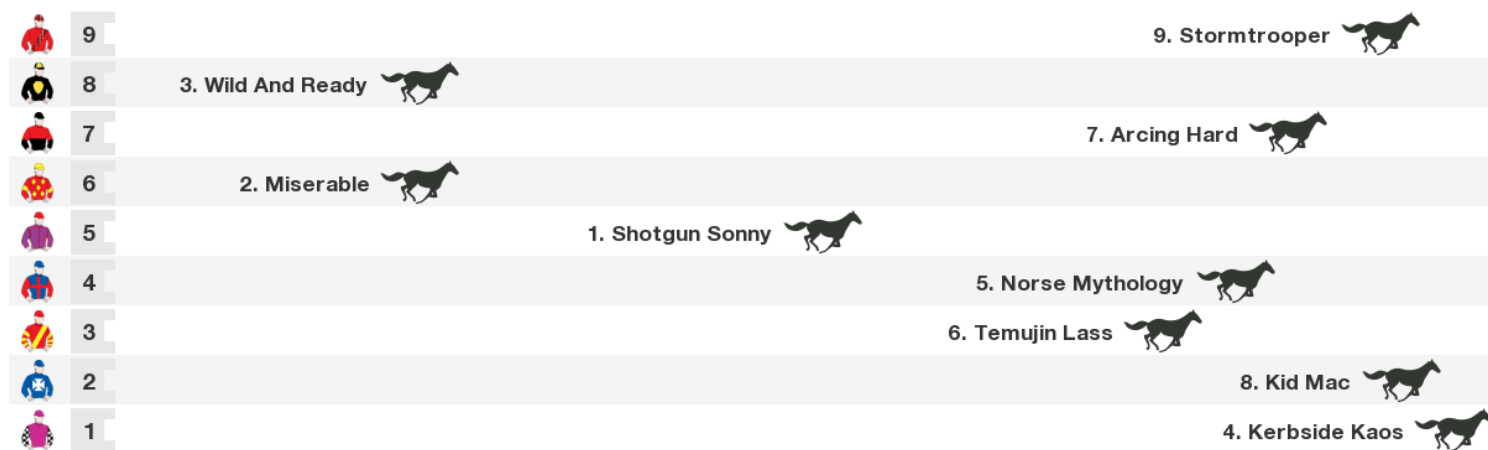 9 9. Stormtrooper
8 3. Wild And Ready
7 7. Arcing Hard
6 2. Miserable
5 1. Shotgun Sonny
4 5. Norse Mythology
3 6. Temujin Lass
2 8. Kid Mac
1 4. Kerbside Kaos